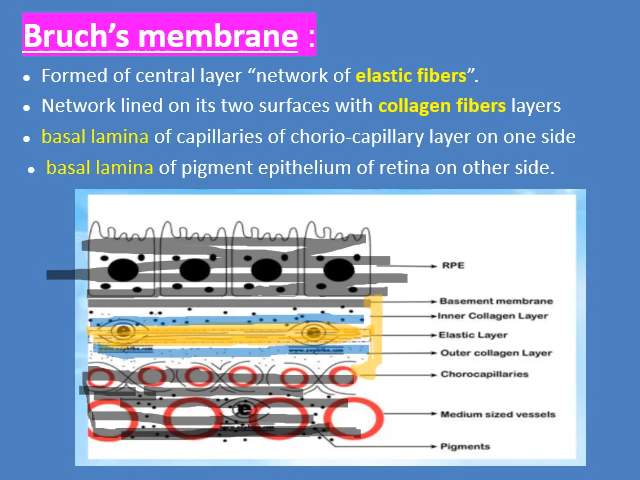 Bruch's membrane :
• Formed of central layer "network of elastic fibers".
• Network lined on its two surfaces with collagen fibers layers
• basal lamina of capillaries of chorio-capillary layer on one side
• basal lamina of pigment epithelium of retina on other side.
RPE
Basement membrane
Inner Collagen Layer
Elastic Layer
Outer collagen Layer
Chorocapillaries
Medium sized vessels
Pigments